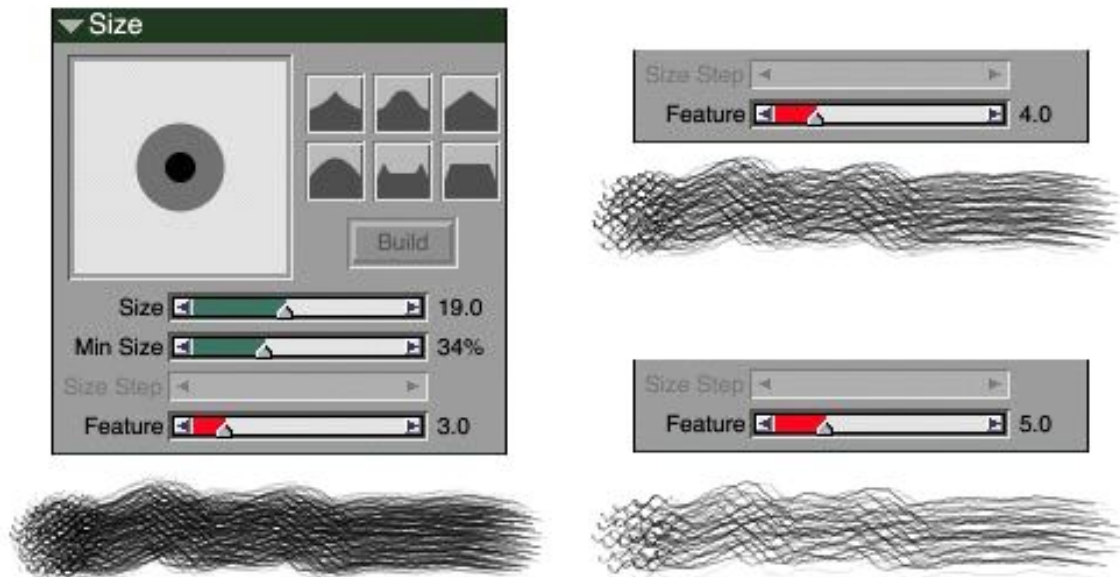 Size
Build
Size 19.0
Min Size 34%
Size Step
Feature 3.0
Size Step
Feature 4.0
Size Step
Feature 5.0